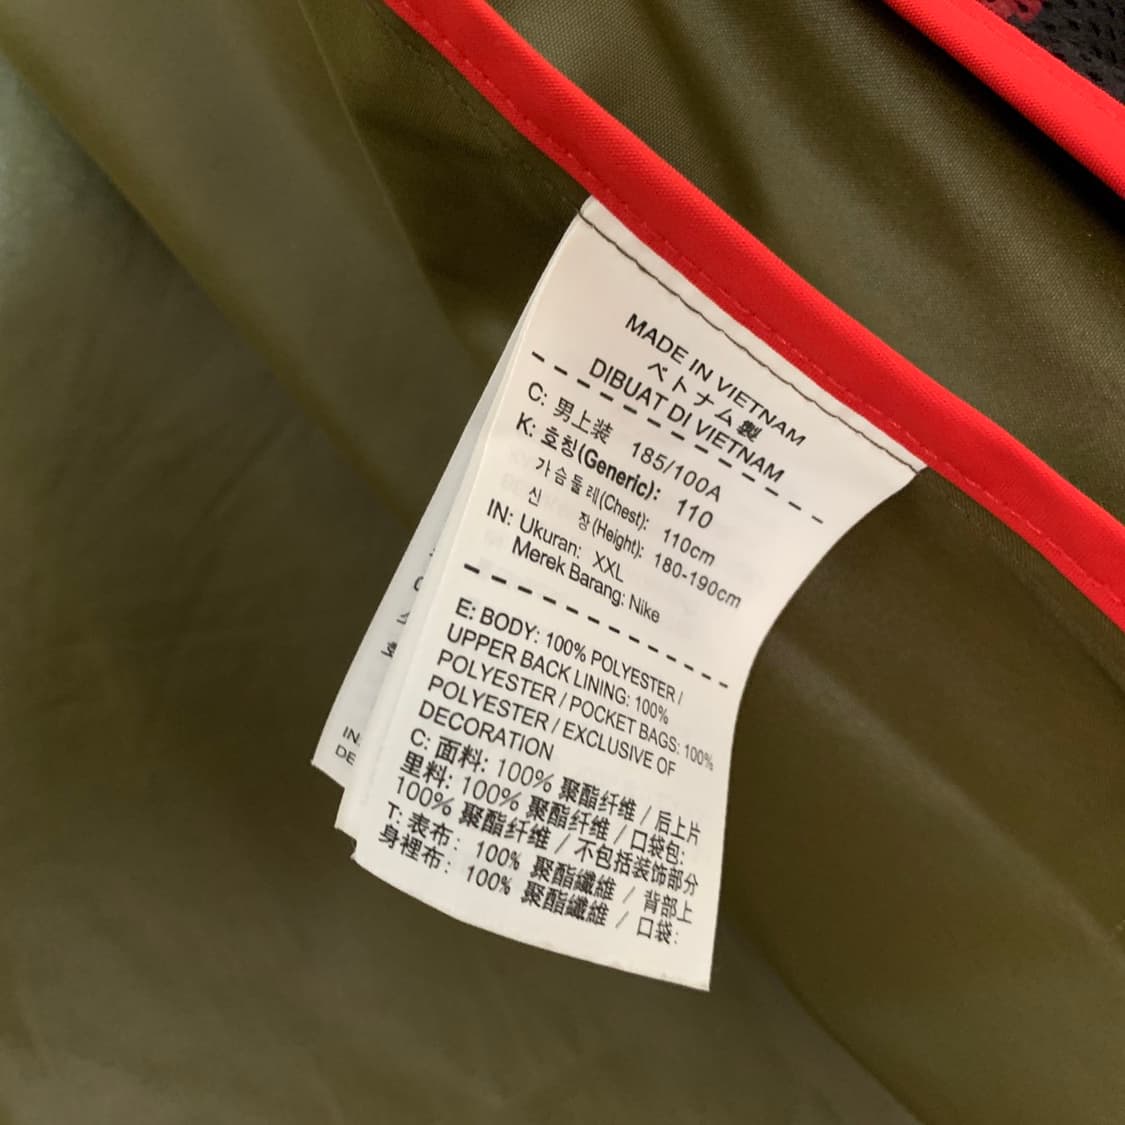 MADE IN VIETNAM
ベトナム製
DIBUAT DI VIETNAM
C: 男上装 185/100A
K: 호칭(Generic): 110
가슴둘레(Chest): 110cm
신 장(Height): 180-190cm
IN: Ukuran: XXL
Merek Barang: Nike
E: BODY: 100% POLYESTER /
UPPER BACK LINING: 100%
POLYESTER / POCKET BAGS: 100%
POLYESTER / EXCLUSIVE OF
DECORATION
C: 面料: 100% 聚酯纤维 / 后上片
里料: 100% 聚酯纤维 / 口袋包:
100% 聚酯纤维 / 不包括装饰部分
T: 表布: 100% 聚酯纖維 / 背部上
身裡布: 100% 聚酯纖維 / 口袋:
IN:
DE